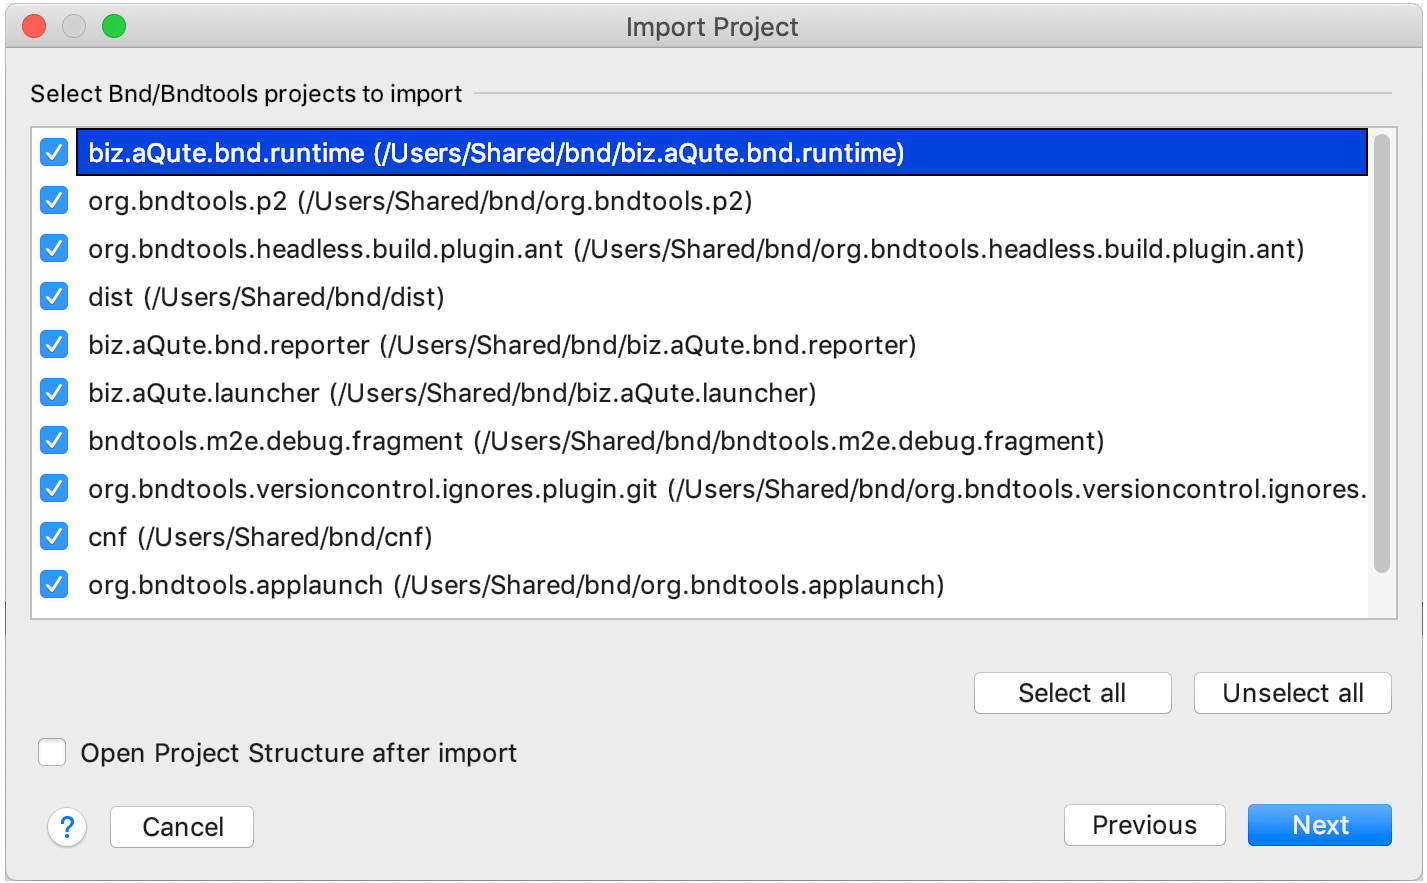 Import Project
Select Bnd/Bndtools projects to import
biz.aQute.bnd.runtime (/Users/Shared/bnd/biz.aQute.bnd.runtime)
org.bndtools.p2 (/Users/Shared/bnd/org.bndtools.p2)
org.bndtools.headless.build.plugin.ant (/Users/Shared/bnd/org.bndtools.headless.build.plugin.ant)
dist (/Users/Shared/bnd/dist)
biz.aQute.bnd.reporter (/Users/Shared/bnd/biz.aQute.bnd.reporter)
biz.aQute.launcher (/Users/Shared/bnd/biz.aQute.launcher)
bndtools.m2e.debug.fragment (/Users/Shared/bnd/bndtools.m2e.debug.fragment)
org.bndtools.versioncontrol.ignores.plugin.git (/Users/Shared/bnd/org.bndtools.versioncontrol.ignores.
cnf (/Users/Shared/bnd/cnf)
org.bndtools.applaunch (/Users/Shared/bnd/org.bndtools.applaunch)
Select all Unselect all
Open Project Structure after import
? Cancel Previous Next